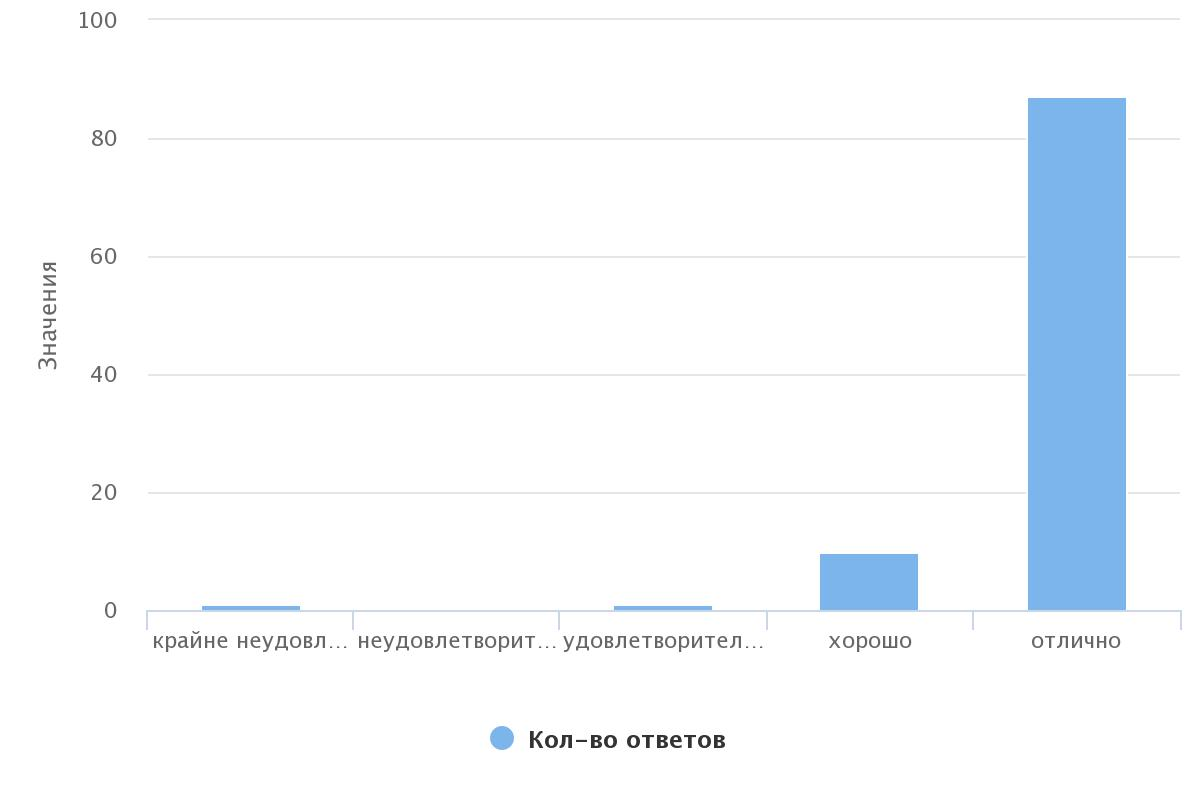 100
80
60
40
20
0
Значения
крайне неудовл...
неудовлетворит...
удовлетворител...
хорошо
отлично
Кол-во ответов